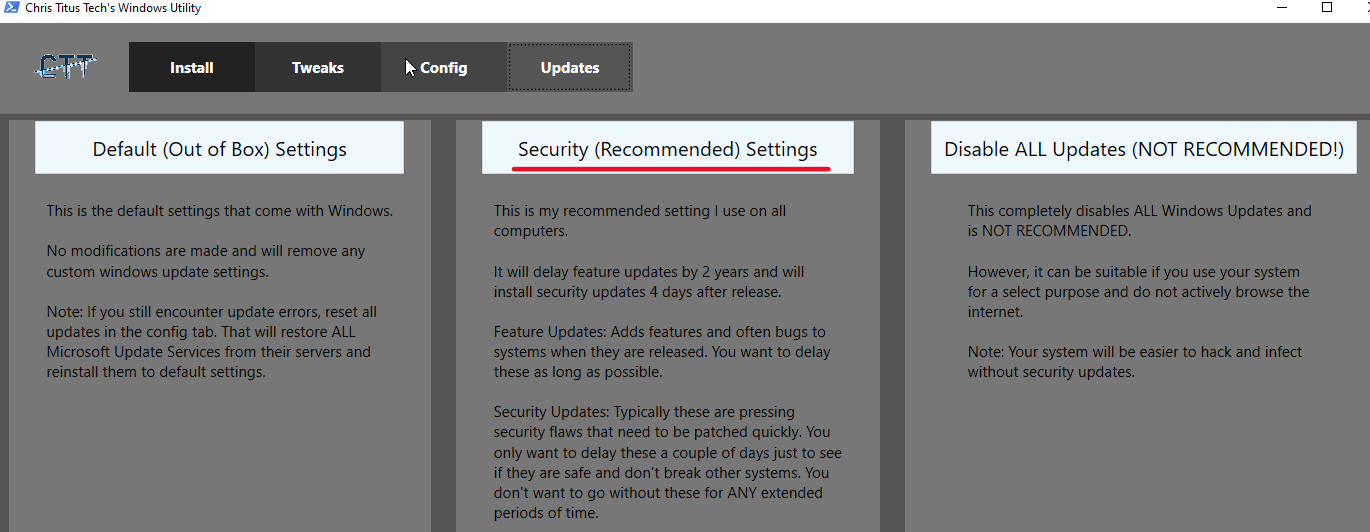 Chris Titus Tech's Windows Utility
CTT
Install
Tweaks
Config
Updates
Default (Out of Box) Settings
This is the default settings that come with Windows.
No modifications are made and will remove any
custom windows update settings.
Note: If you still encounter update errors, reset all
updates in the config tab. That will restore ALL
Microsoft Update Services from their servers and
reinstall them to default settings.
Security (Recommended) Settings
This is my recommended setting I use on all
computers.
It will delay feature updates by 2 years and will
install security updates 4 days after release.
Feature Updates: Adds features and often bugs to
systems when they are released. You want to delay
these as long as possible.
Security Updates: Typically these are pressing
security flaws that need to be patched quickly. You
only want to delay these a couple of days just to see
if they are safe and don't break other systems. You
don't want to go without these for ANY extended
periods of time.
Disable ALL Updates (NOT RECOMMENDED!)
This completely disables ALL Windows Updates and
is NOT RECOMMENDED.
However, it can be suitable if you use your system
for a select purpose and do not actively browse the
internet.
Note: Your system will be easier to hack and infect
without security updates.